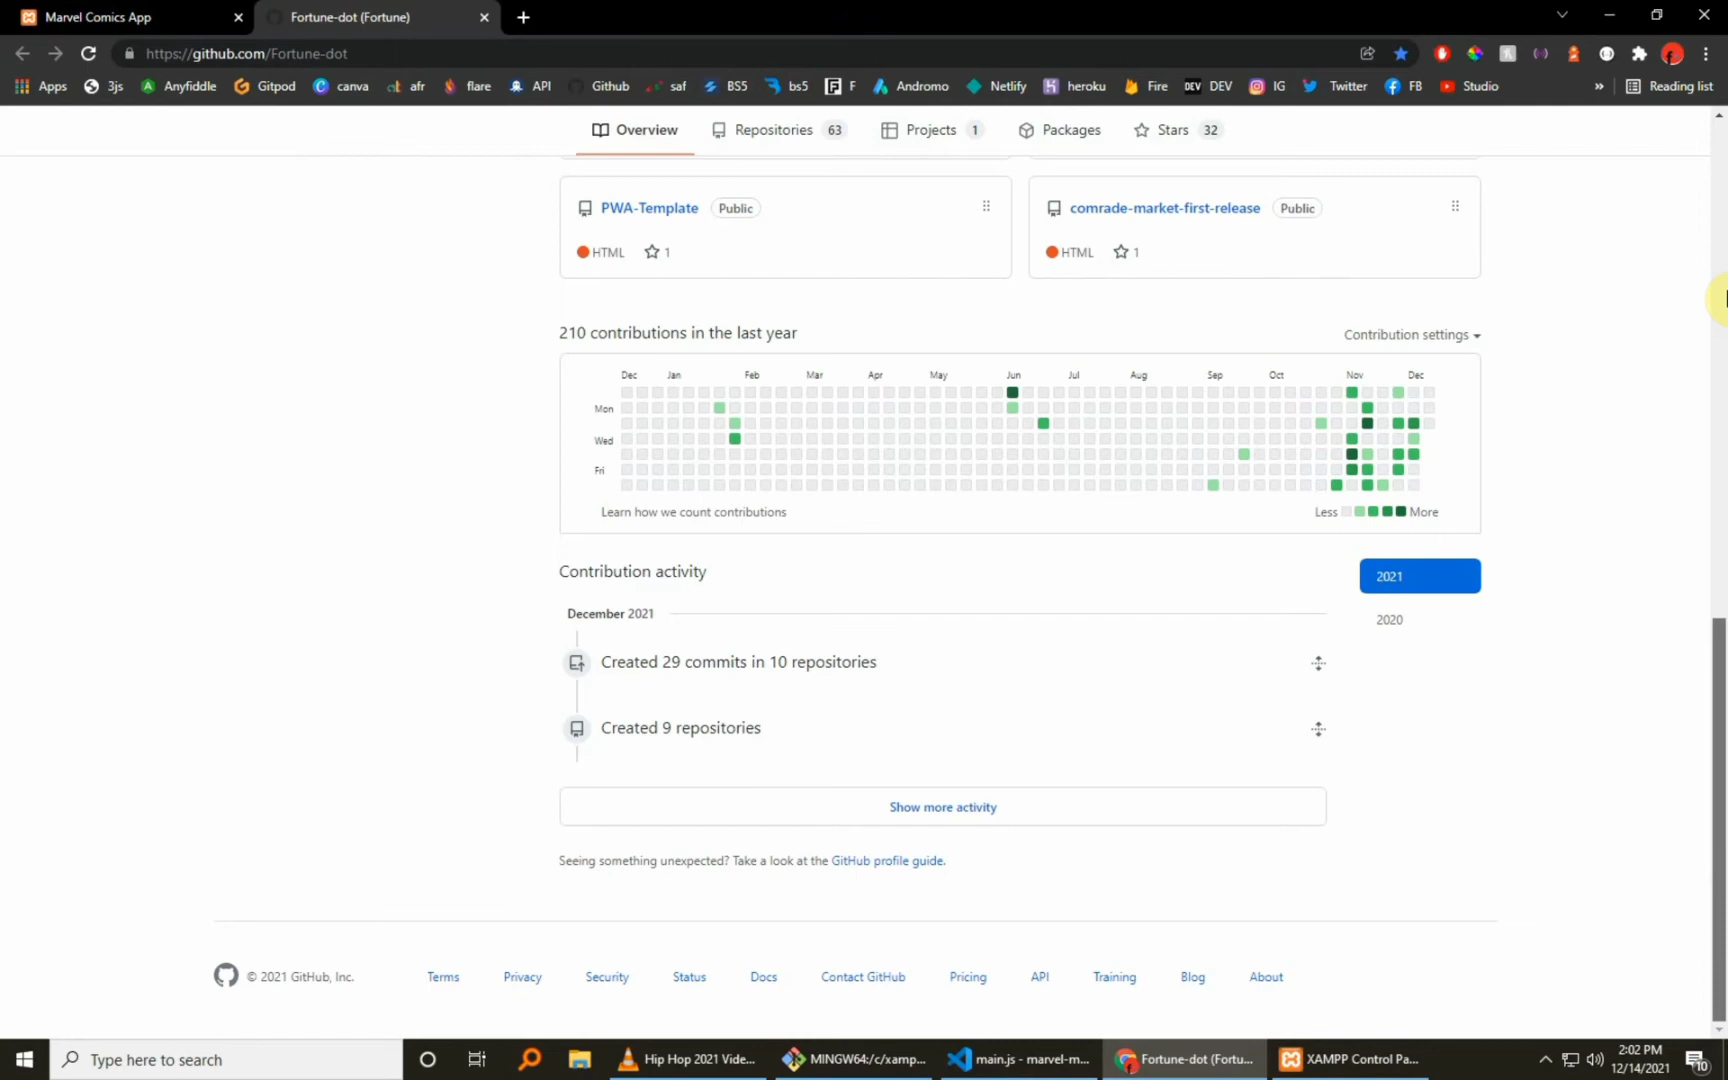 Marvel Comics App
Fortune-dot (Fortune)
https://github.com/Fortune-dot
Apps 3js Anyfiddle Gitpod canva afr flare API Github saf BS5 bs5 F Andromo Netlify heroku Fire DEV DEV IG Twitter FB Studio » Reading list
Overview Repositories 63 Projects 1 Packages Stars 32
PWA-Template Public
HTML 1
comrade-market-first-release Public
HTML 1
210 contributions in the last year
Contribution settings
Dec Jan Feb Mar Apr May Jun Jul Aug Sep Oct Nov Dec
Mon
Wed
Fri
Learn how we count contributions
Less More
Contribution activity
2021
2020
December 2021
Created 29 commits in 10 repositories
Created 9 repositories
Show more activity
Seeing something unexpected? Take a look at the GitHub profile guide.
© 2021 GitHub, Inc. Terms Privacy Security Status Docs Contact GitHub Pricing API Training Blog About
Type here to search
Hip Hop 2021 Vide...
MINGW64:/c/xamp...
main.js - marvel-m...
Fortune-dot (Fortu...
XAMPP Control Pa...
2:02 PM
12/14/2021
10